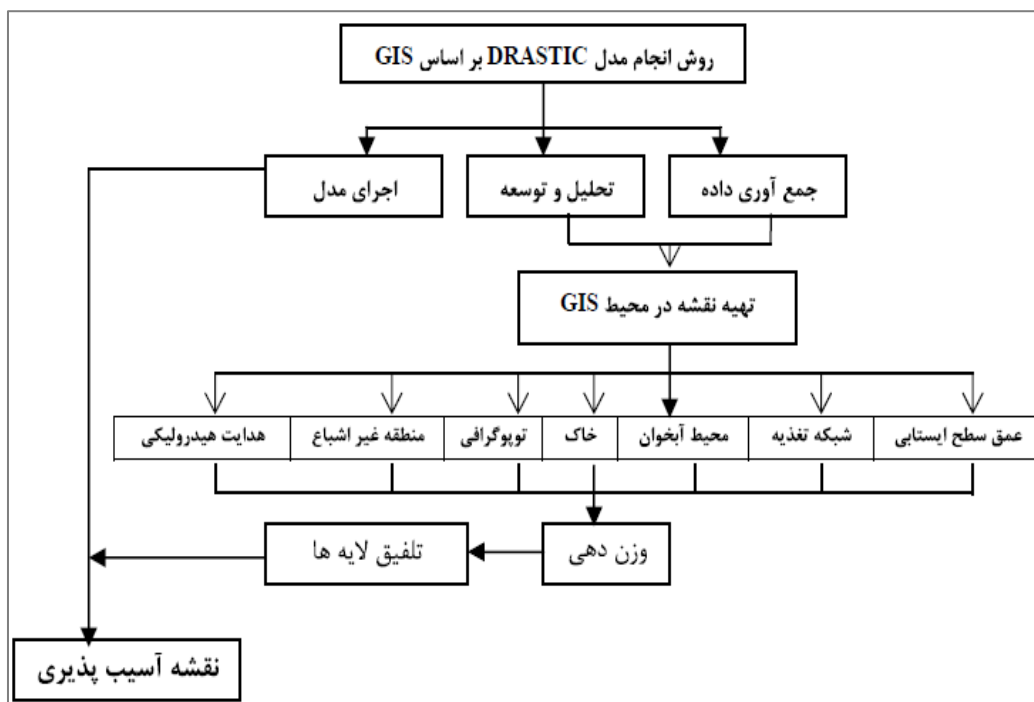 روش انجام مدل DRASTIC بر اساس GIS
جمع آوری داده
تحلیل و توسعه
اجرای مدل
تهیه نقشه در محیط GIS
عمق سطح ایستابی
شبکه تغذیه
محیط آبخوان
خاک
توپوگرافی
منطقه غیر اشباع
هدایت هیدرولیکی
وزن دهی
تلفیق لایه ها
نقشه آسیب پذیری